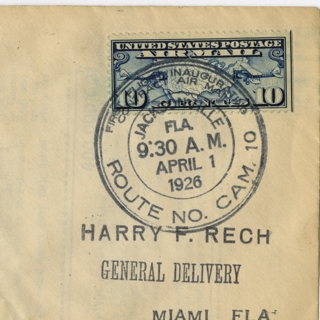 UNITED STATES POSTAGE
AIR MAIL
10 CENTS 10
INAUGURAL
AIR MAIL
JACKSONVILLE
FLA.
9:30 A. M.
APRIL 1
1926
ROUTE NO. CAM. 10
HARRY F. RECH
GENERAL DELIVERY
MIAMI, FLA